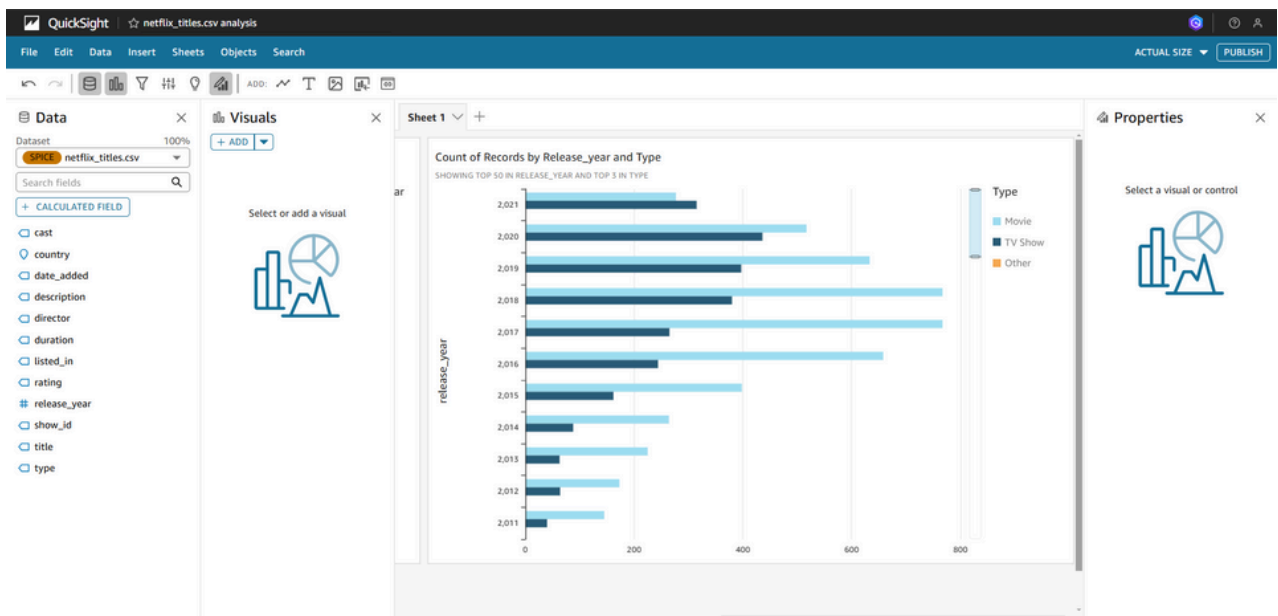 QuickSight netflix_titles.csv analysis
File Edit Data Insert Sheets Objects Search ACTUAL SIZE PUBLISH
ADD:
Data
Dataset 100%
SPICE netflix_titles.csv
Search fields
+ CALCULATED FIELD
cast
country
date_added
description
director
duration
listed_in
rating
release_year
show_id
title
type
Visuals
+ ADD
Select or add a visual
Sheet 1
ar
Count of Records by Release_year and Type
SHOWING TOP 50 IN RELEASE_YEAR AND TOP 3 IN TYPE
release_year
2,021
2,020
2,019
2,018
2,017
2,016
2,015
2,014
2,013
2,012
2,011
0 200 400 600 800
Type
Movie
TV Show
Other
Properties
Select a visual or control